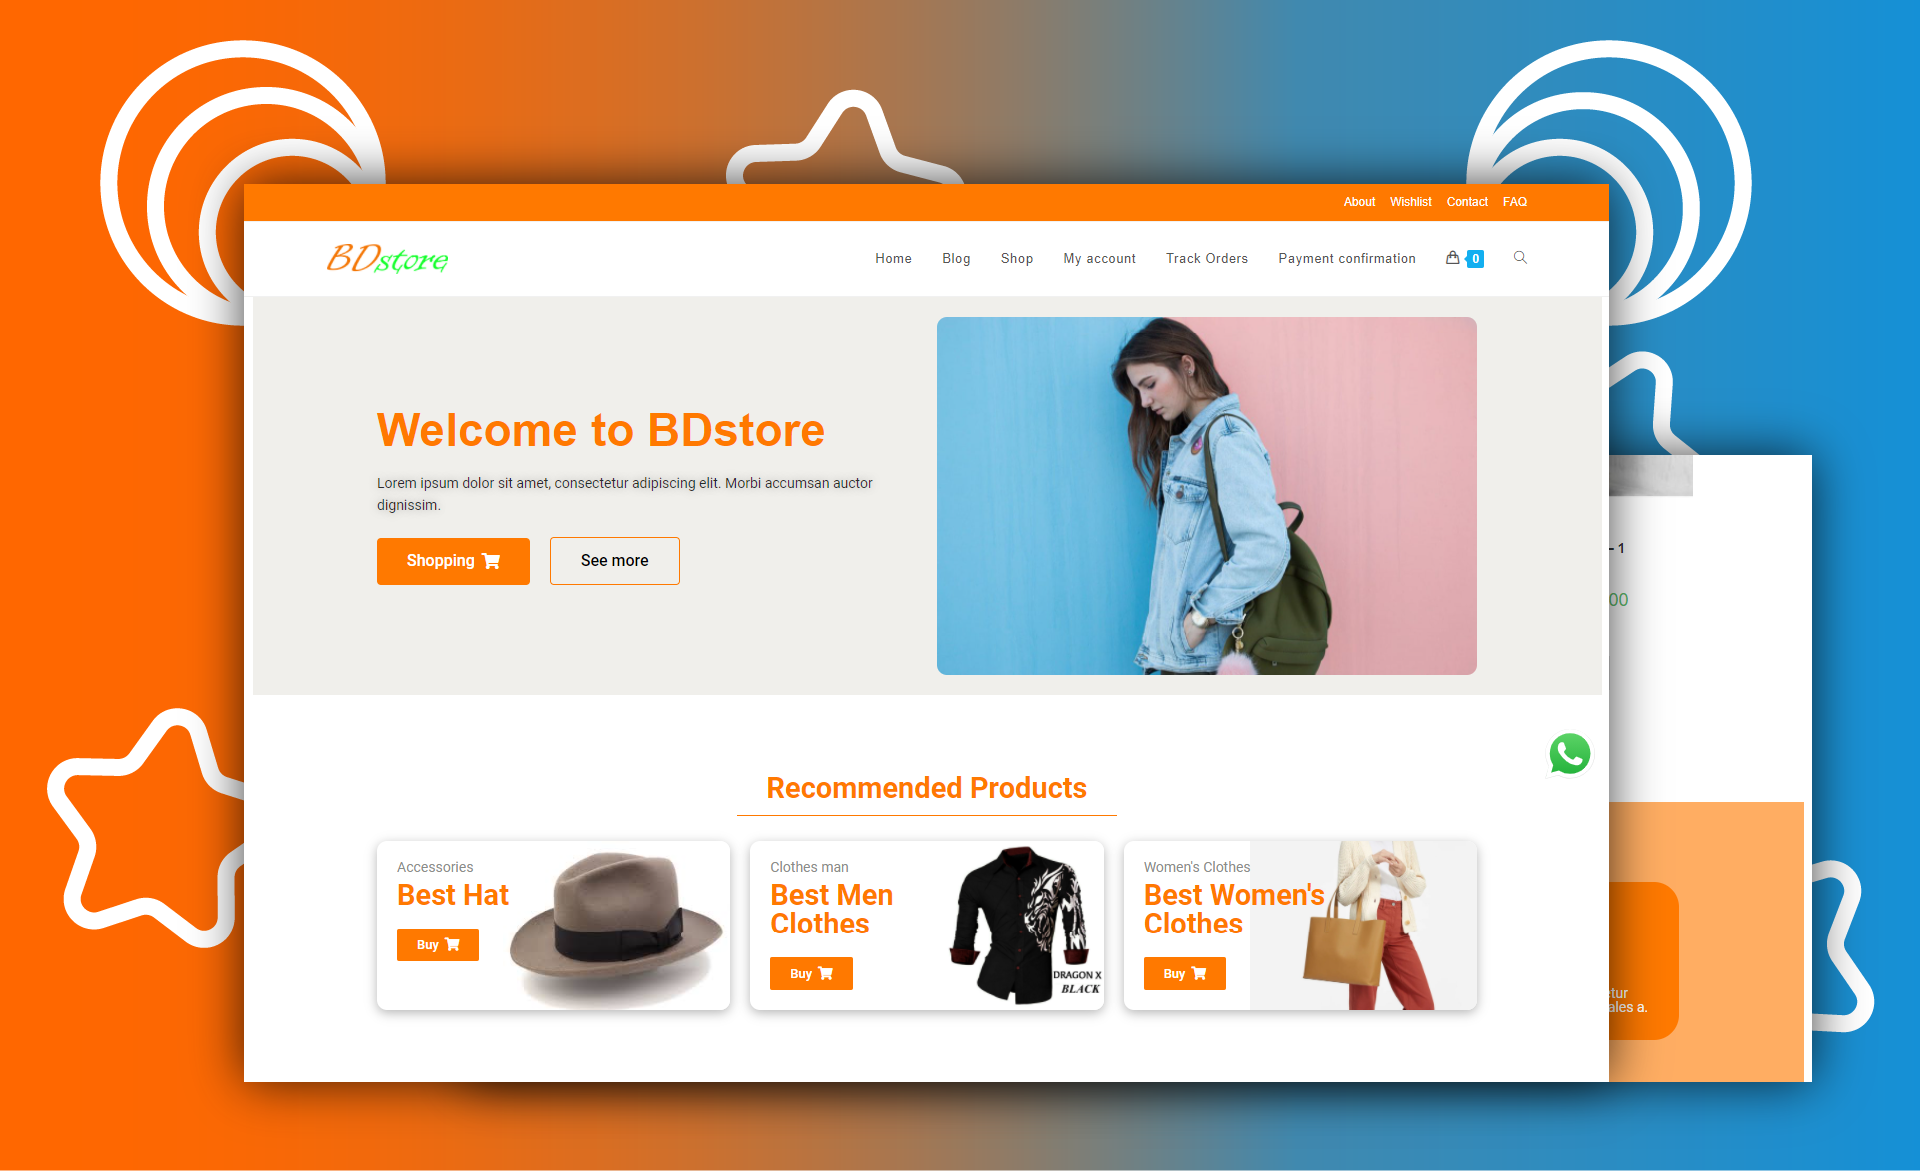 About Wishlist Contact FAQ
BDstore
Home Blog Shop My account Track Orders Payment confirmation 0
Welcome to BDstore
Lorem ipsum dolor sit amet, consectetur adipiscing elit. Morbi accumsan auctor
dignissim.
Shopping
See more
- 1
00
Recommended Products
Accessories
Best Hat
Buy
Clothes man
Best Men
Clothes
Buy
DRAGON X
BLACK
Women's Clothes
Best Women's
Clothes
Buy
tur
ales a.